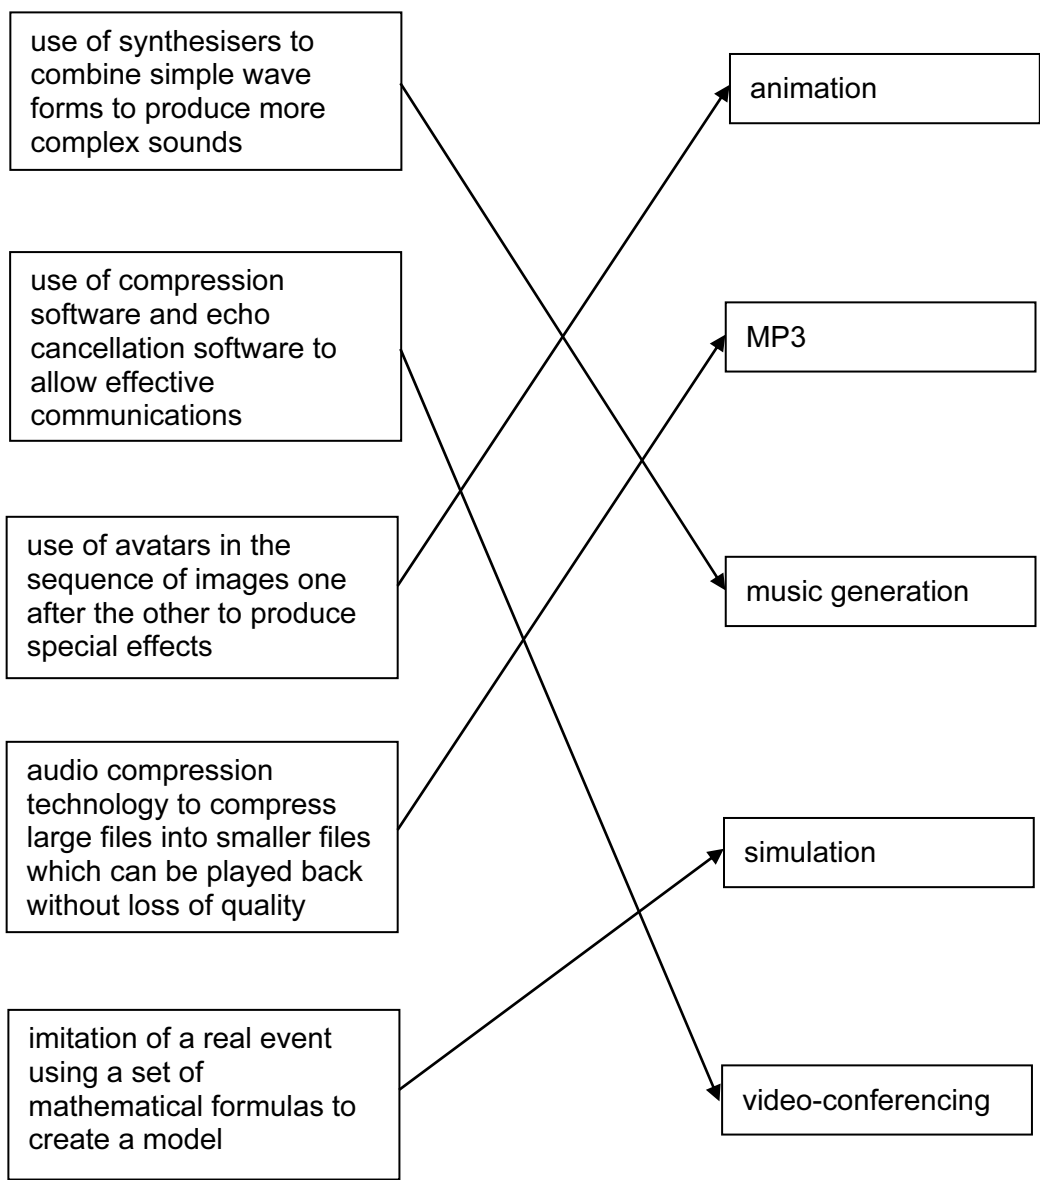 use of synthesisers to
combine simple wave
forms to produce more
complex sounds
animation
use of compression
software and echo
cancellation software to
allow effective
communications
MP3
use of avatars in the
sequence of images one
after the other to produce
special effects
music generation
audio compression
technology to compress
large files into smaller files
which can be played back
without loss of quality
simulation
imitation of a real event
using a set of
mathematical formulas to
create a model
video-conferencing